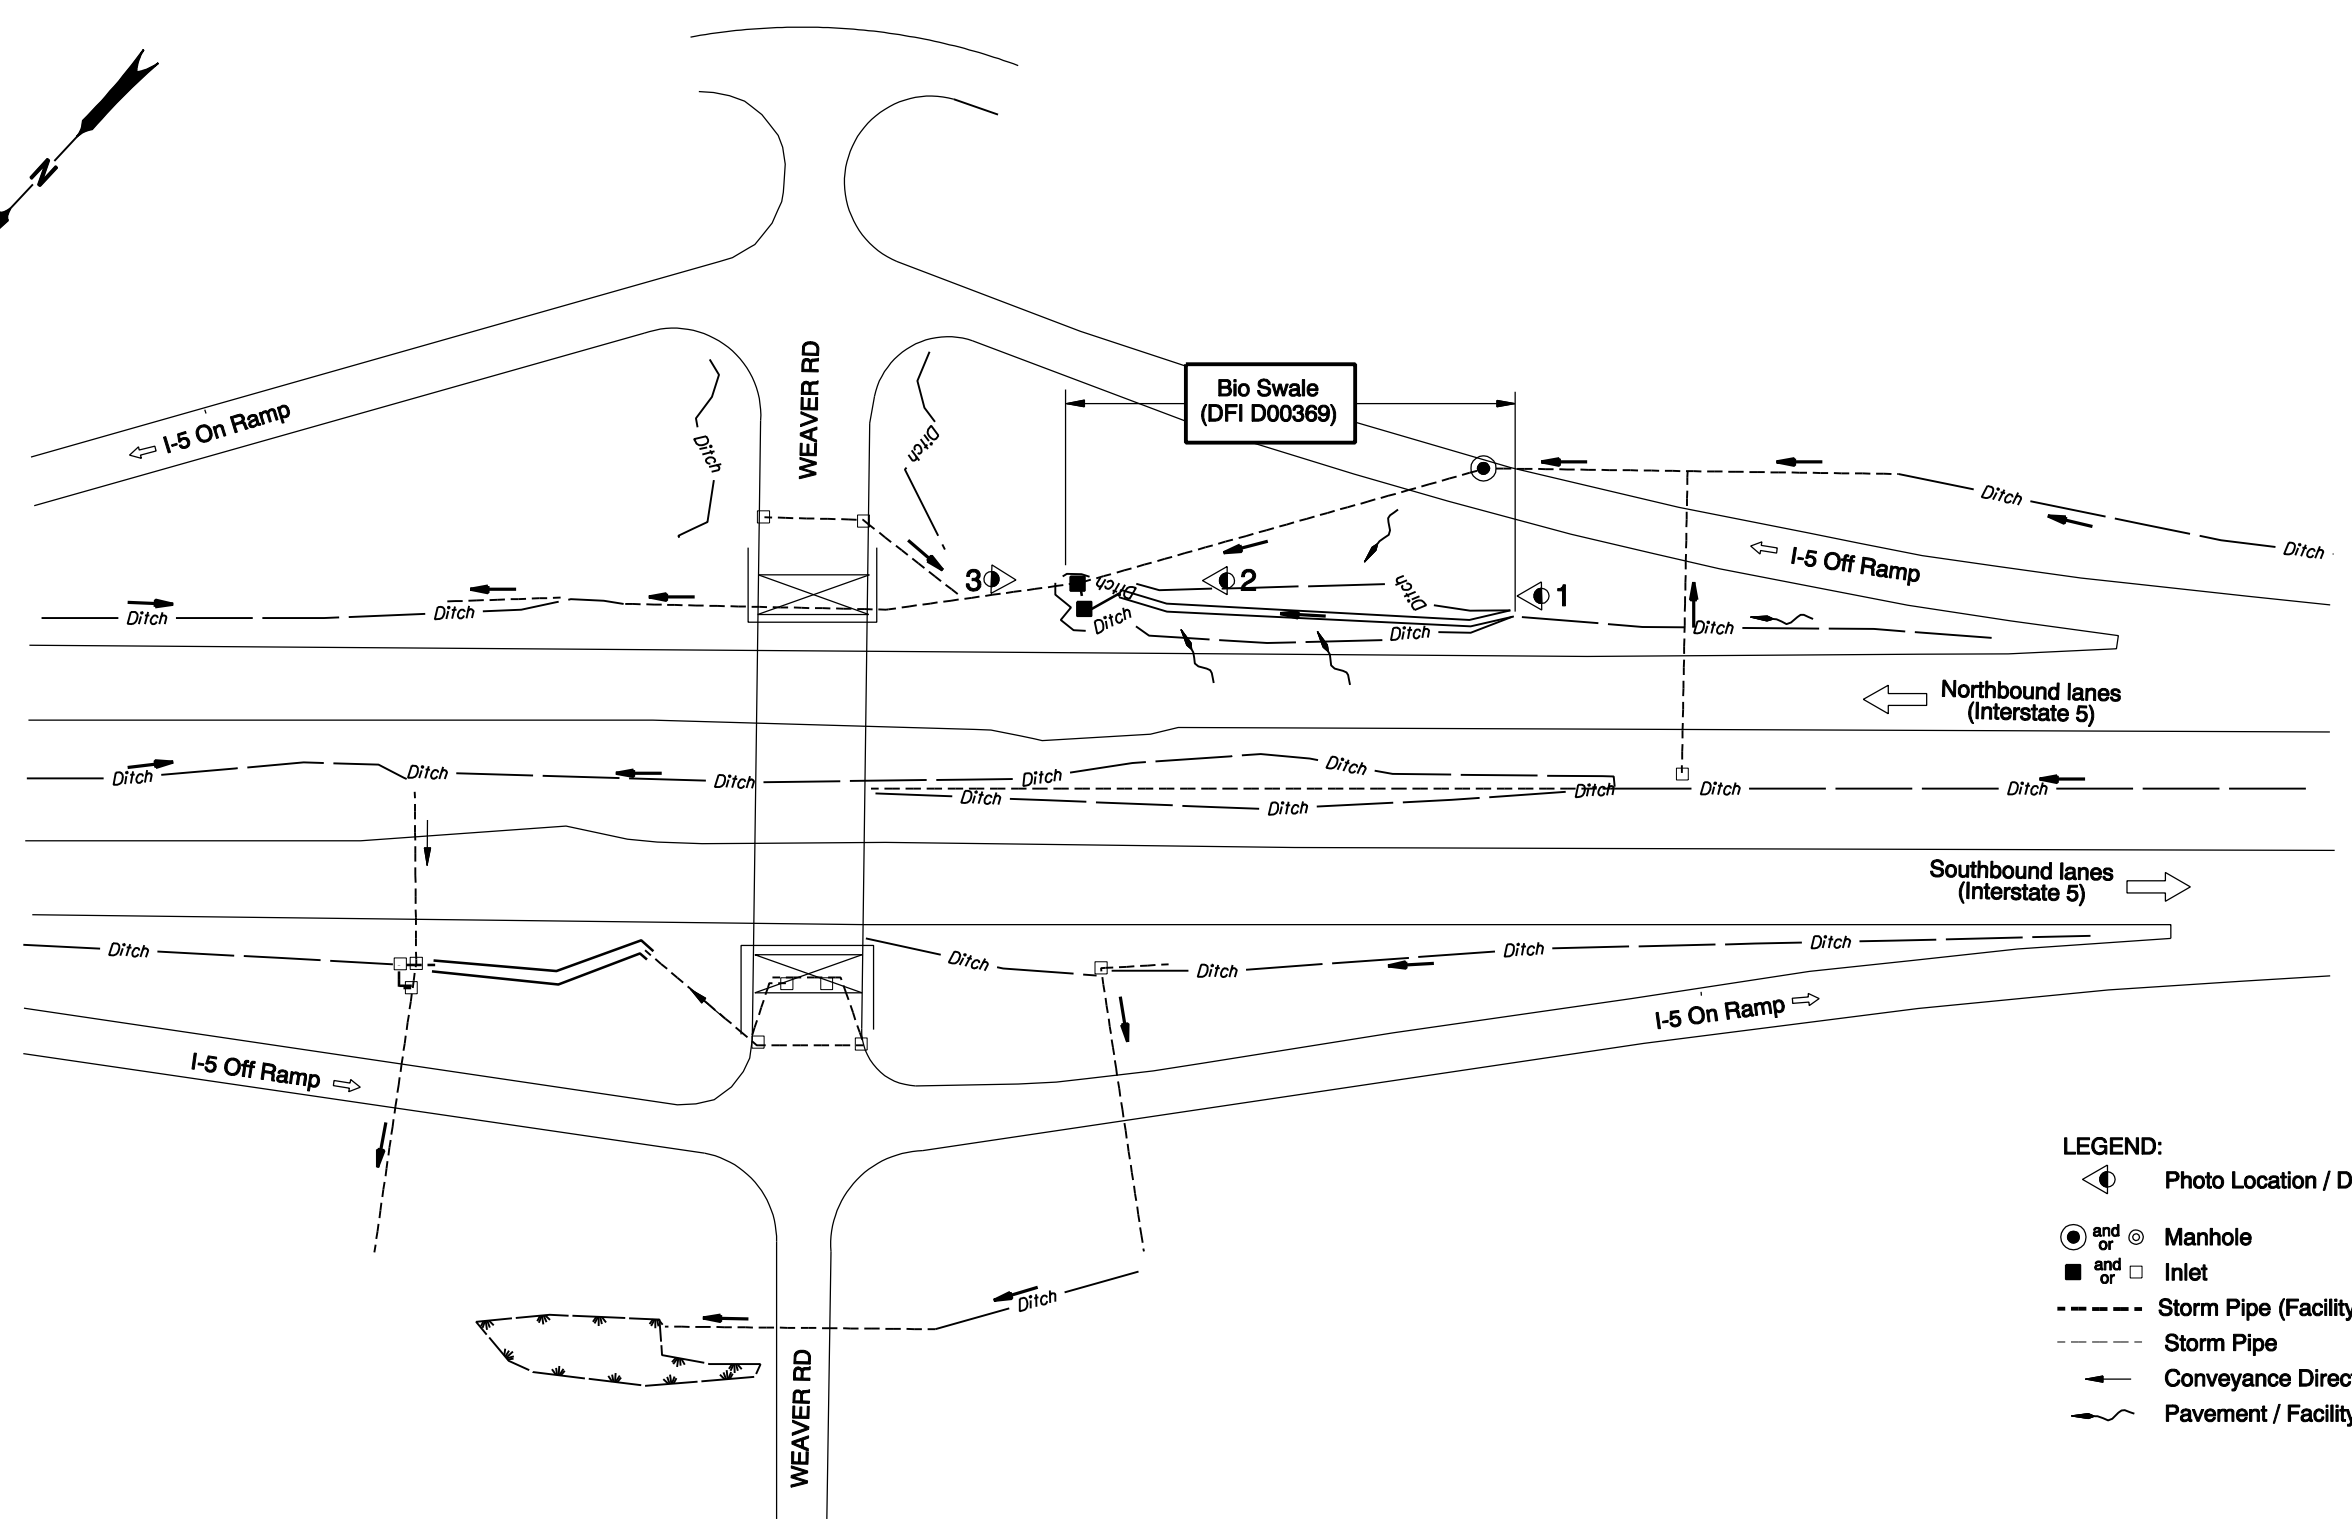 N
WEAVER RD
Bio Swale
(DFI D00369)
I-5 On Ramp
Ditch
Ditch
Ditch
Ditch
I-5 Off Ramp
3
2
1
Ditch
Ditch
Ditch
Ditch
Ditch
Ditch
Ditch
Northbound lanes
(Interstate 5)
Ditch
Ditch
Ditch
Ditch
Ditch
Ditch
Ditch
Ditch
Ditch
Ditch
Southbound lanes
(Interstate 5)
Ditch
Ditch
Ditch
Ditch
Ditch
I-5 On Ramp
I-5 Off Ramp
Ditch
WEAVER RD
LEGEND:
Photo Location / D
and
or
Manhole
and
or
Inlet
Storm Pipe (Facility
Storm Pipe
Conveyance Direc
Pavement / Facility